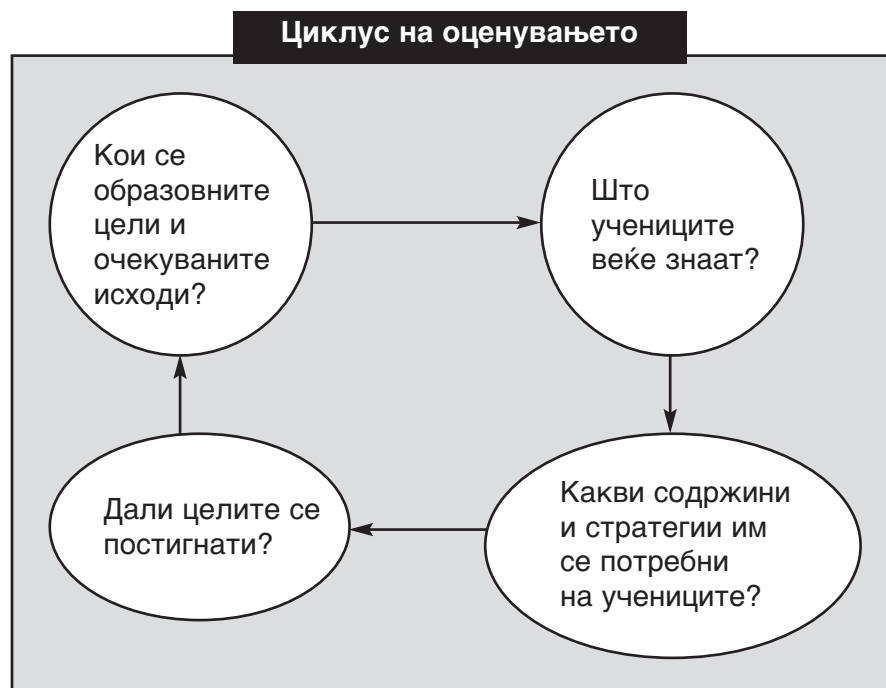 Циклус на оценувањето
Кои се
образовните
цели и
очекуваните
исходи?
Што
учениците
веќе знаат?
Какви содржини
и стратегии им
се потребни
на учениците?
Дали целите се
постигнати?